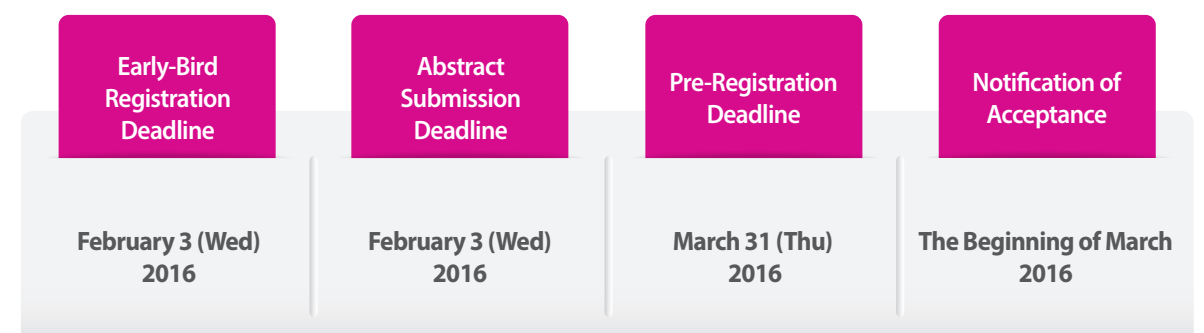 Early-Bird
Registration
Deadline
February 3 (Wed)
2016
Abstract
Submission
Deadline
February 3 (Wed)
2016
Pre-Registration
Deadline
March 31 (Thu)
2016
Notification of
Acceptance
The Beginning of March
2016